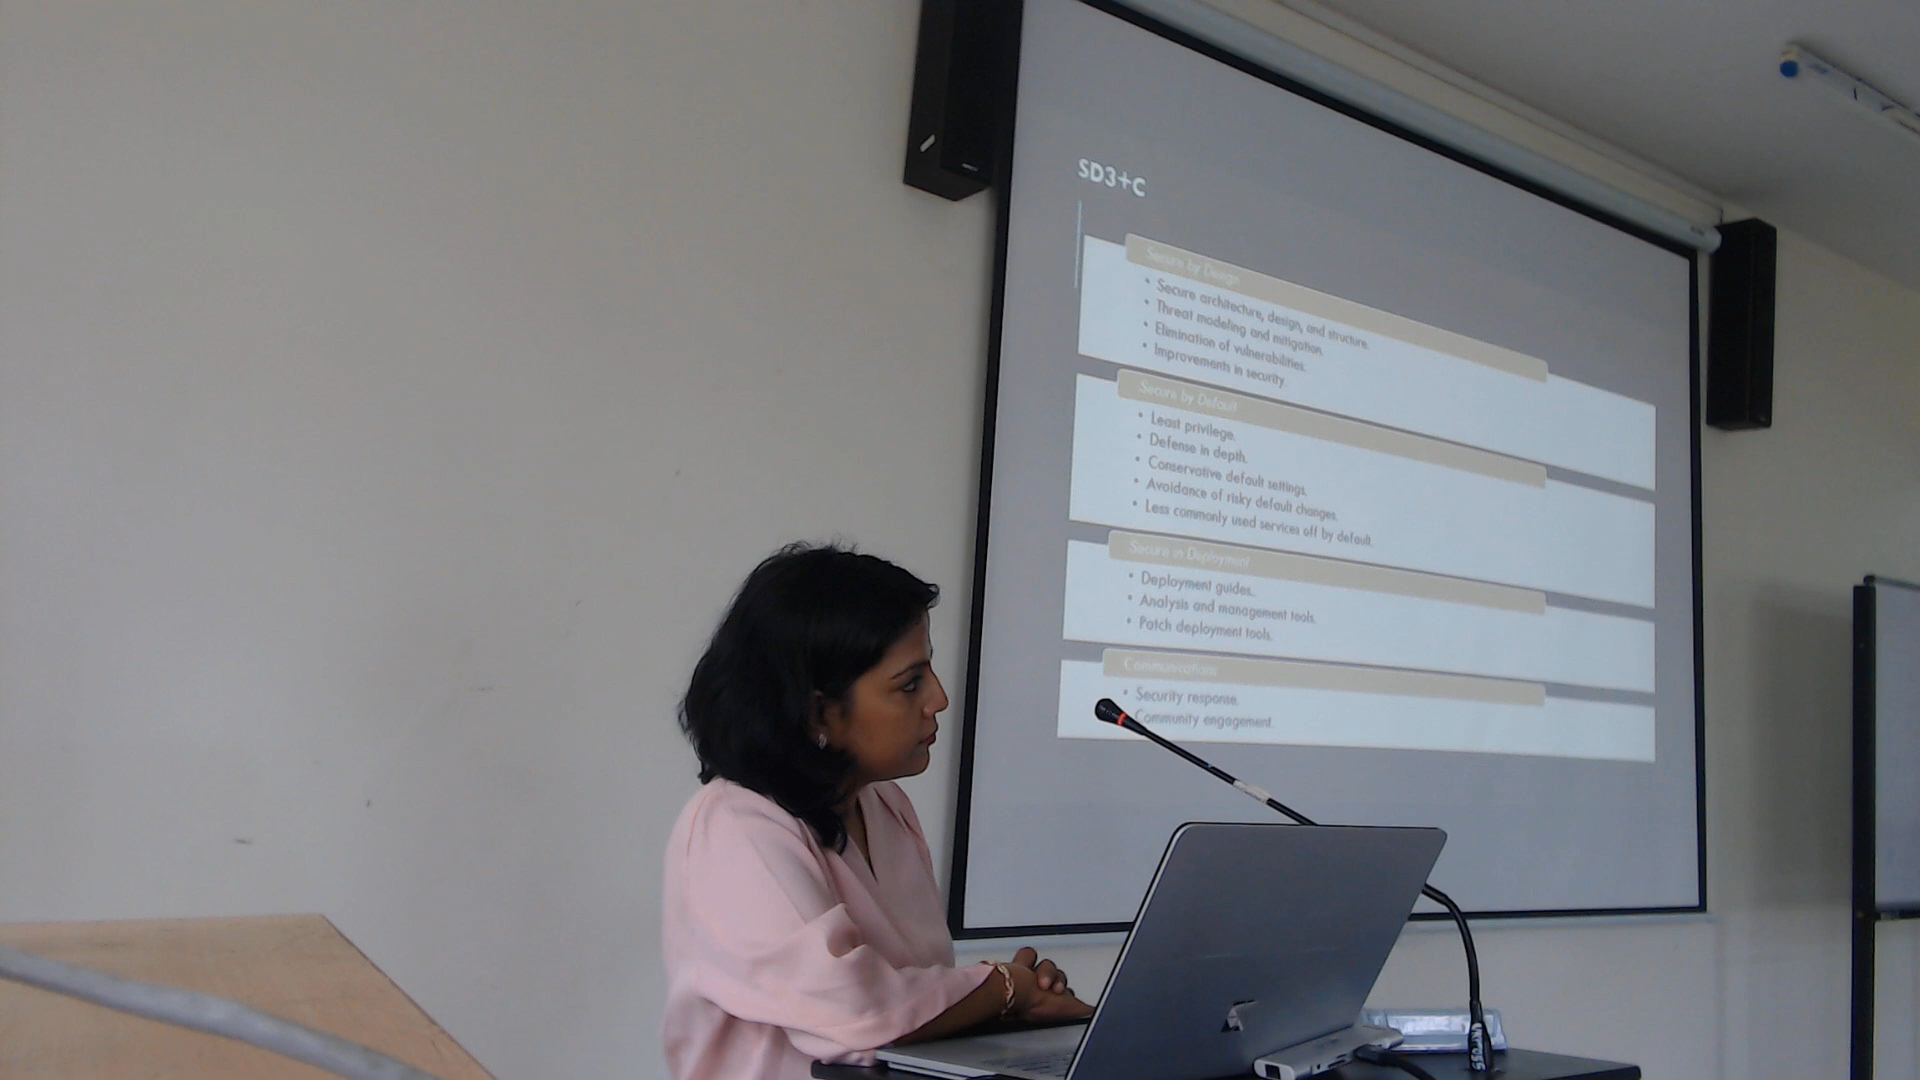 SD3+C
Secure by Design
• Secure architecture, design, and structure.
• Threat modeling and mitigation.
• Elimination of vulnerabilities.
• Improvements in security.
Secure by Default
• Least privilege.
• Defense in depth.
• Conservative default settings.
• Avoidance of risky default changes.
• Less commonly used services off by default.
Secure in Deployment
• Deployment guides.
• Analysis and management tools.
• Patch deployment tools.
Communications
• Security response.
Community engagement.